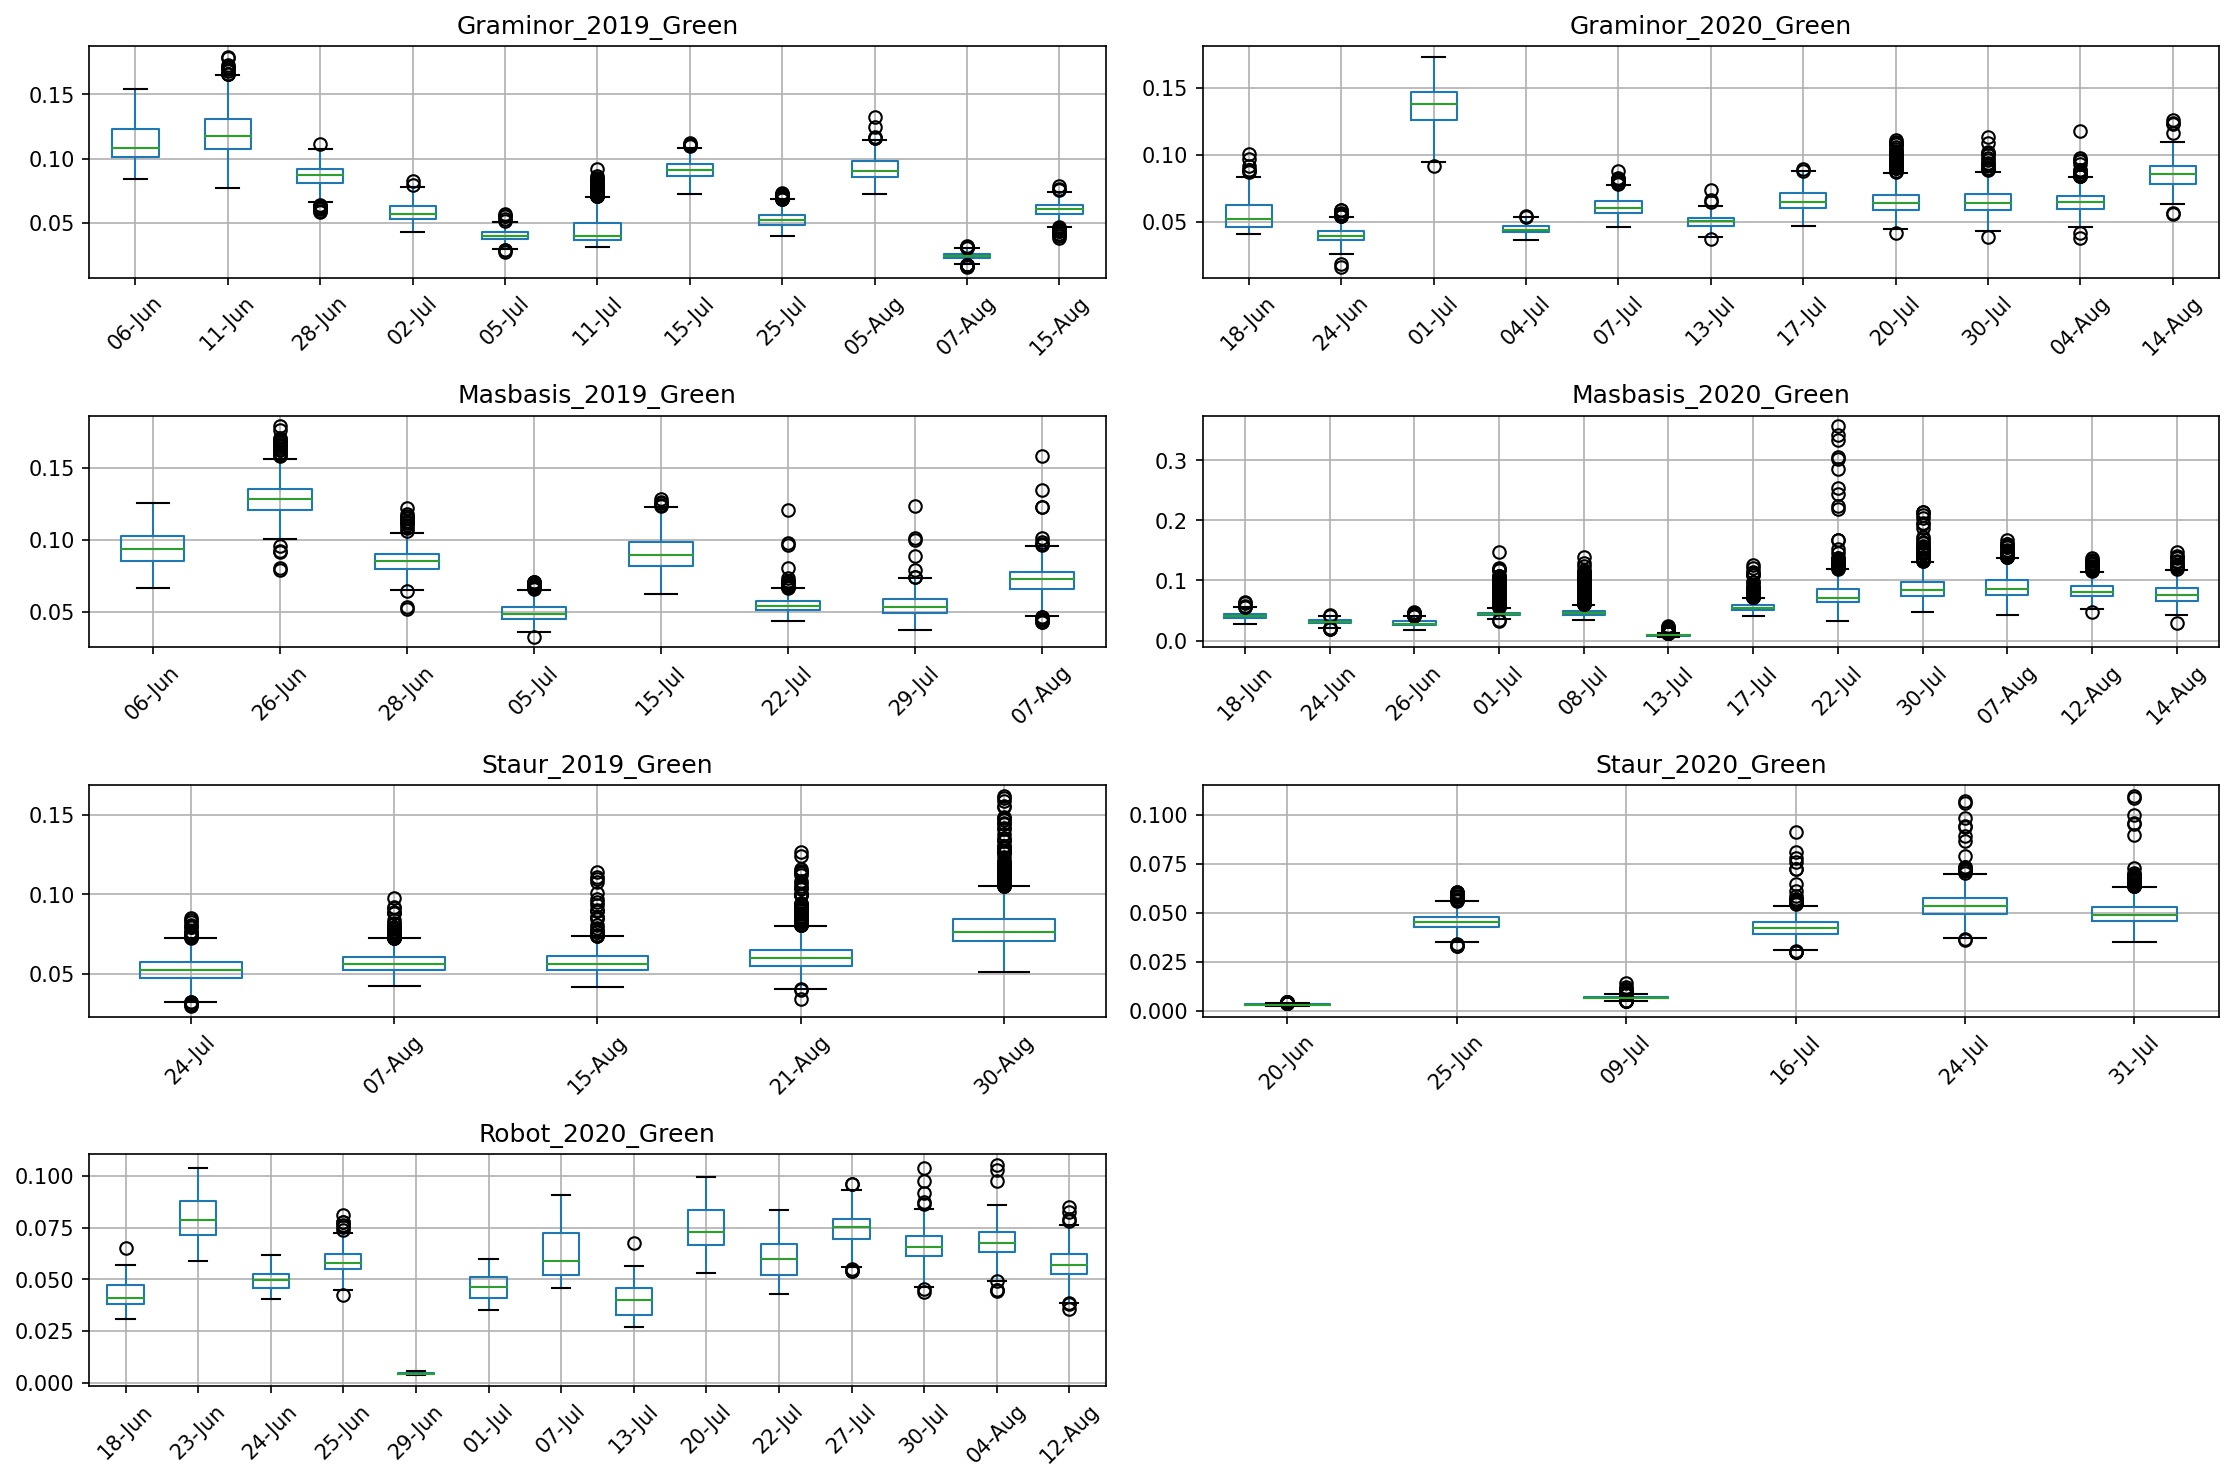 Graminor_2019_Green
0.15
0.10
0.05
06-Jun 11-Jun 28-Jun 02-Jul 05-Jul 11-Jul 15-Jul 25-Jul 05-Aug 07-Aug 15-Aug
Graminor_2020_Green
0.15
0.10
0.05
18-Jun 24-Jun 01-Jul 04-Jul 07-Jul 13-Jul 17-Jul 20-Jul 30-Jul 04-Aug 14-Aug
Masbasis_2019_Green
0.15
0.10
0.05
06-Jun 26-Jun 28-Jun 05-Jul 15-Jul 22-Jul 29-Jul 07-Aug
Masbasis_2020_Green
0.3
0.2
0.1
0.0
18-Jun 24-Jun 26-Jun 01-Jul 08-Jul 13-Jul 17-Jul 22-Jul 30-Jul 07-Aug 12-Aug 14-Aug
Staur_2019_Green
0.15
0.10
0.05
24-Jul 07-Aug 15-Aug 21-Aug 30-Aug
Staur_2020_Green
0.100
0.075
0.050
0.025
0.000
20-Jun 25-Jun 09-Jul 16-Jul 24-Jul 31-Jul
Robot_2020_Green
0.100
0.075
0.050
0.025
0.000
18-Jun 23-Jun 24-Jun 25-Jun 29-Jun 01-Jul 07-Jul 13-Jul 20-Jul 22-Jul 27-Jul 30-Jul 04-Aug 12-Aug